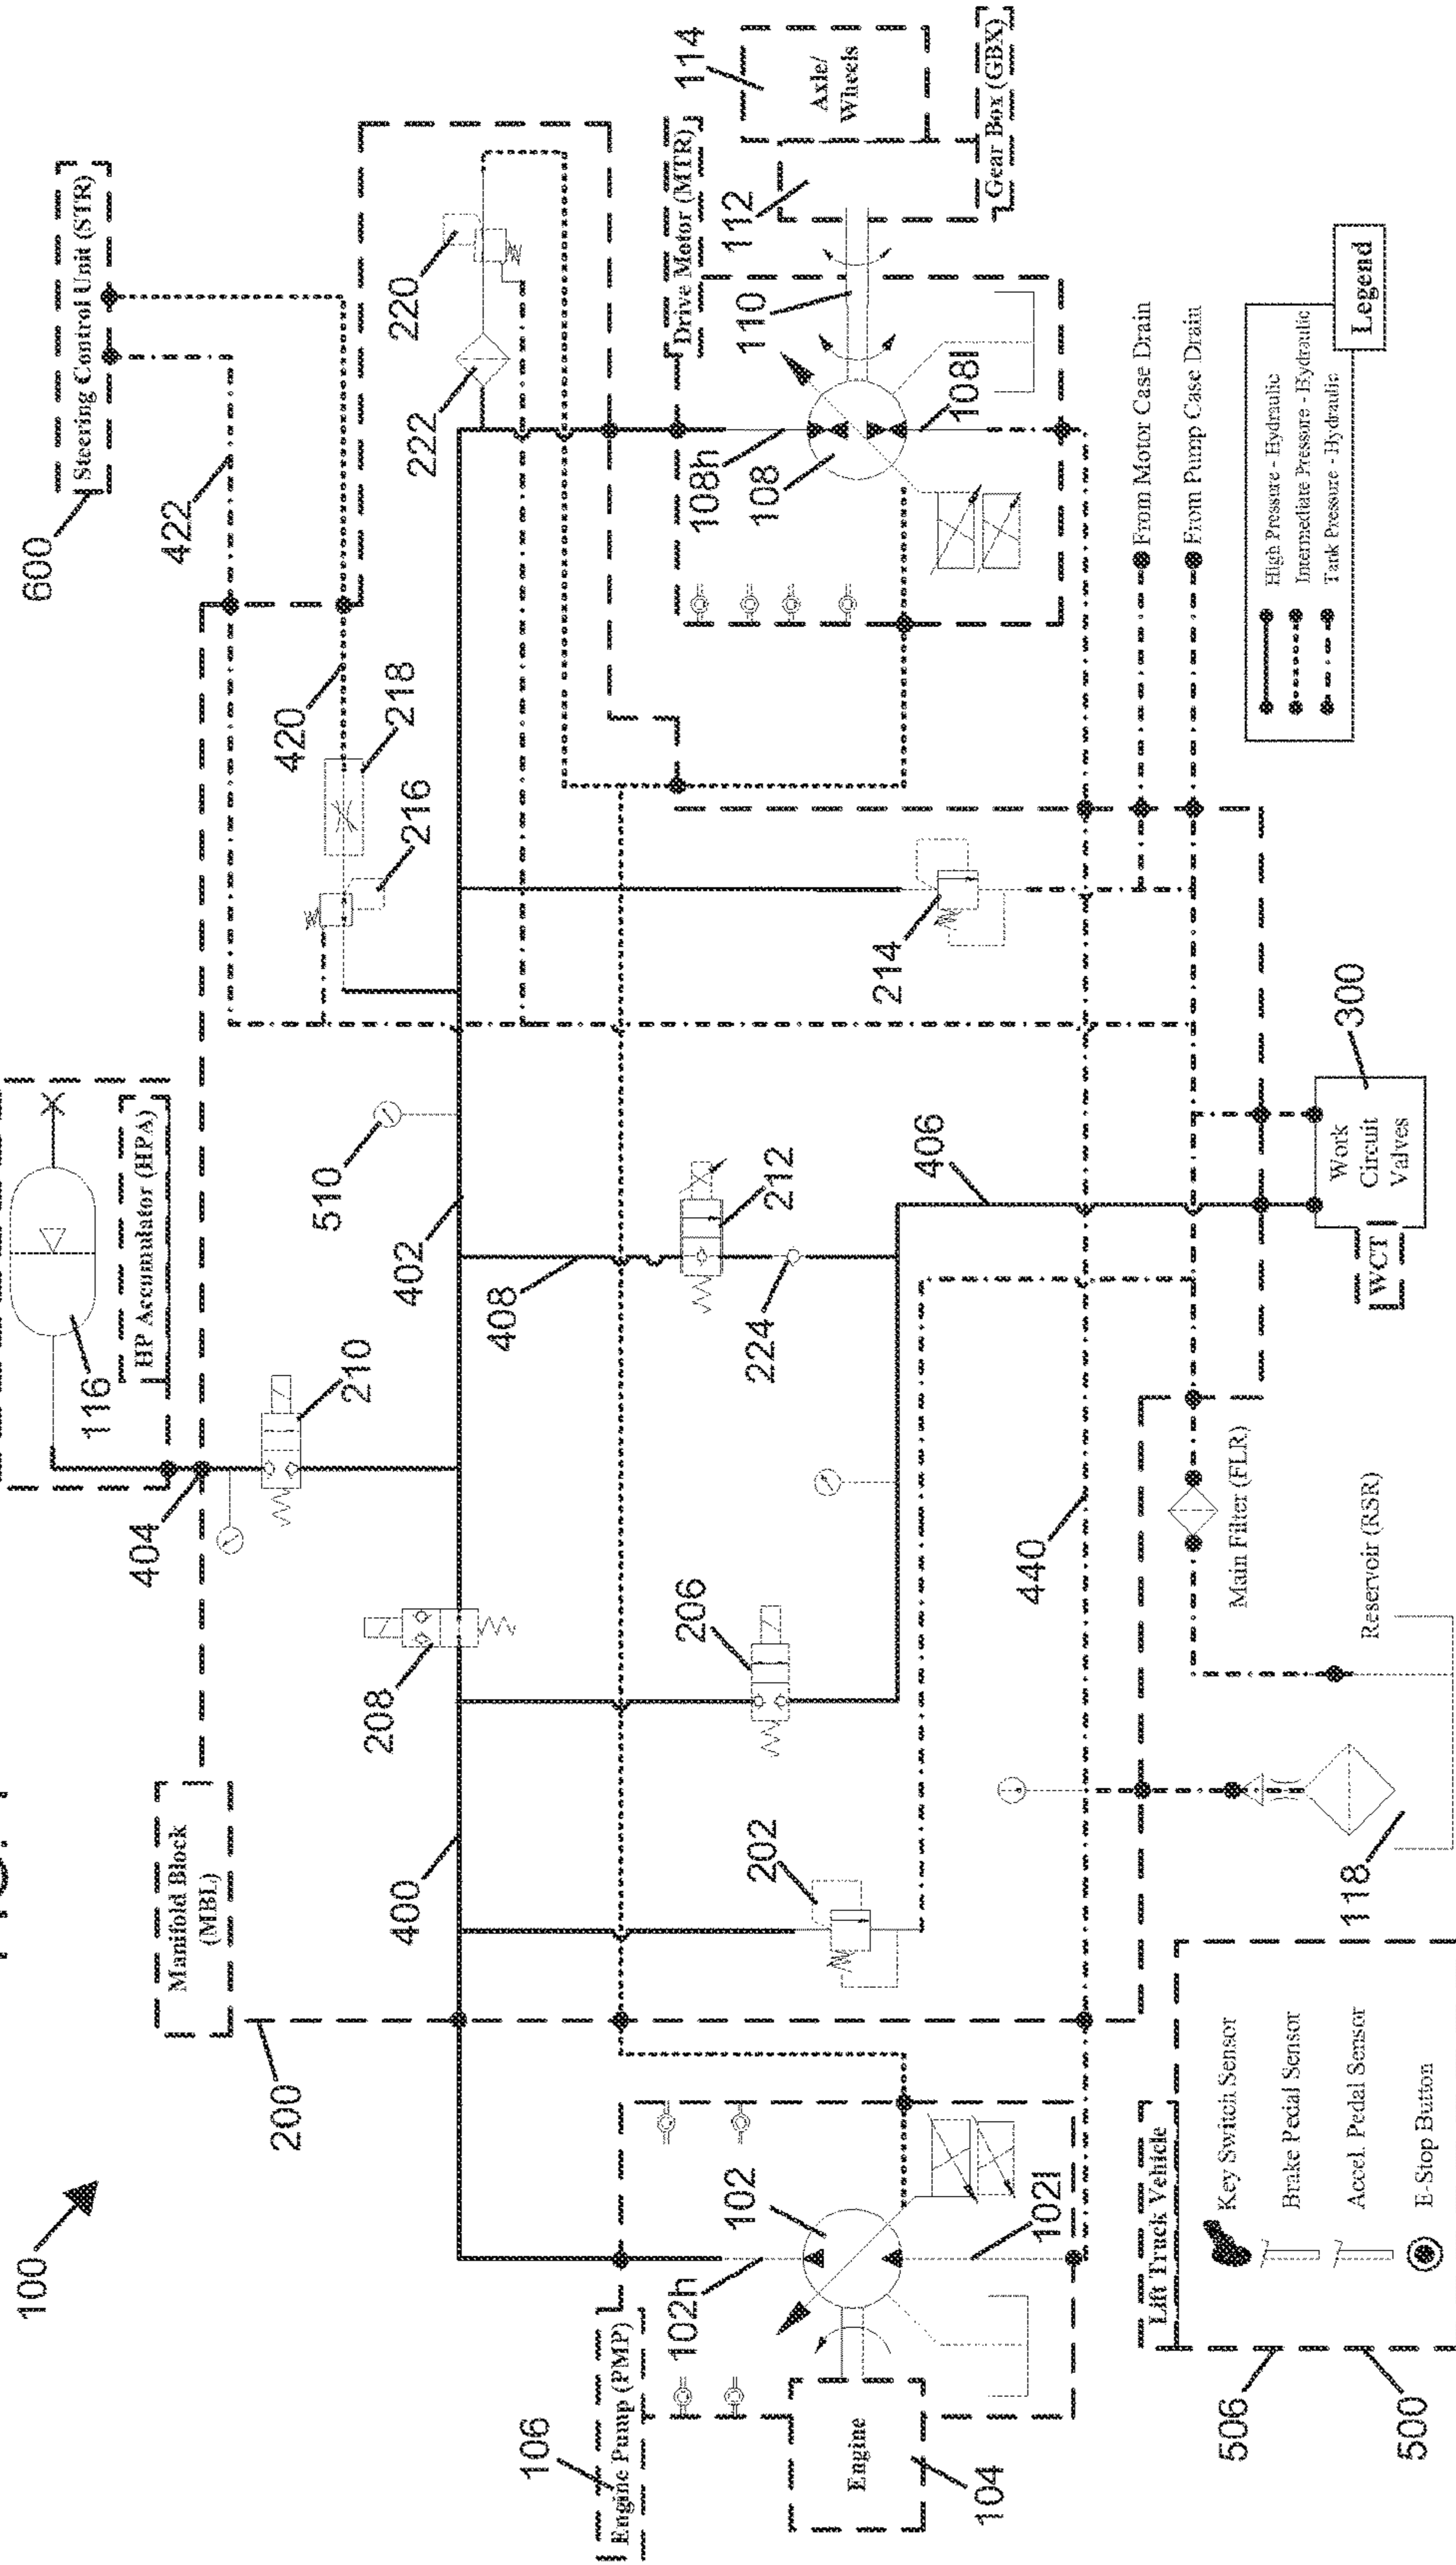 100
600
116
HP Accumulator (HPA)
Steering Control Unit (STR)
404
422
Manifold Block
(MBL)
200
210
420
218
216
208
510
220
222
400
402
408
106
Engine Pump (PMP)
102h
102
206
212
Drive Motor (MTR)
108h
108
110
112
114
202
224
214
Axle/
Wheels
Engine
104
102l
406
108l
Gear Box (GBX)
440
From Motor Case Drain
From Pump Case Drain
Lift Truck Vehicle
Key Switch Sensor
Brake Pedal Sensor
Accel. Pedal Sensor
E-Stop Button
506
500
118
Main Filter (FLR)
Reservoir (RSR)
300
Work
Circuit
Valves
WCT
High Pressure - Hydraulic
Intermediate Pressure - Hydraulic
Tank Pressure - Hydraulic
Legend